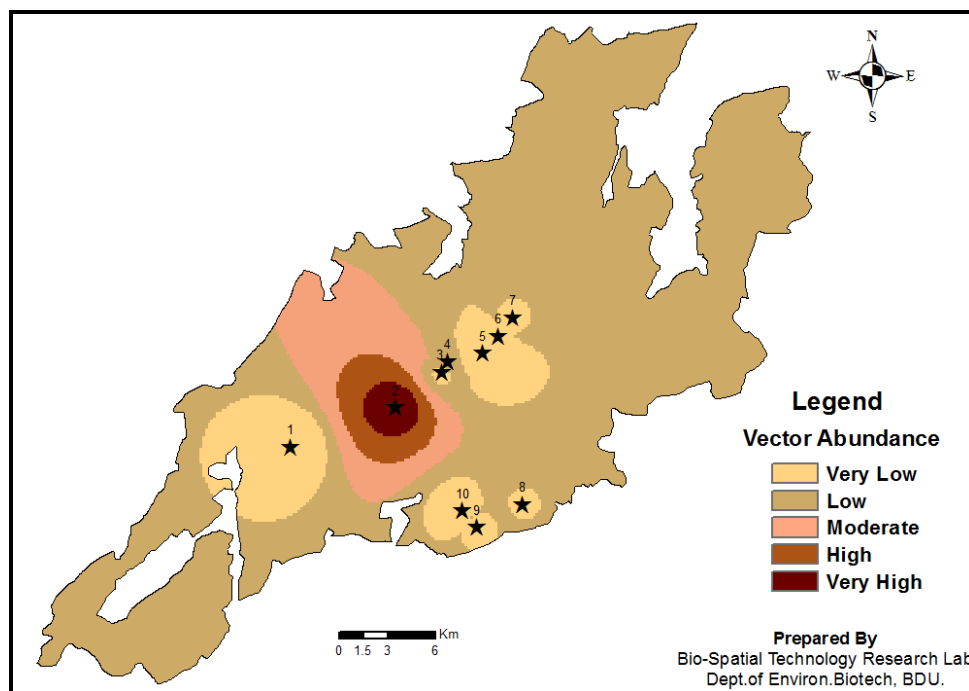 N
W E
S
7
6
5
4
3
2
1
10
9
8
Legend
Vector Abundance
Very Low
Low
Moderate
High
Very High
Km
0 1.5 3 6
Prepared By
Bio-Spatial Technology Research Lab
Dept.of Environ.Biotech, BDU.